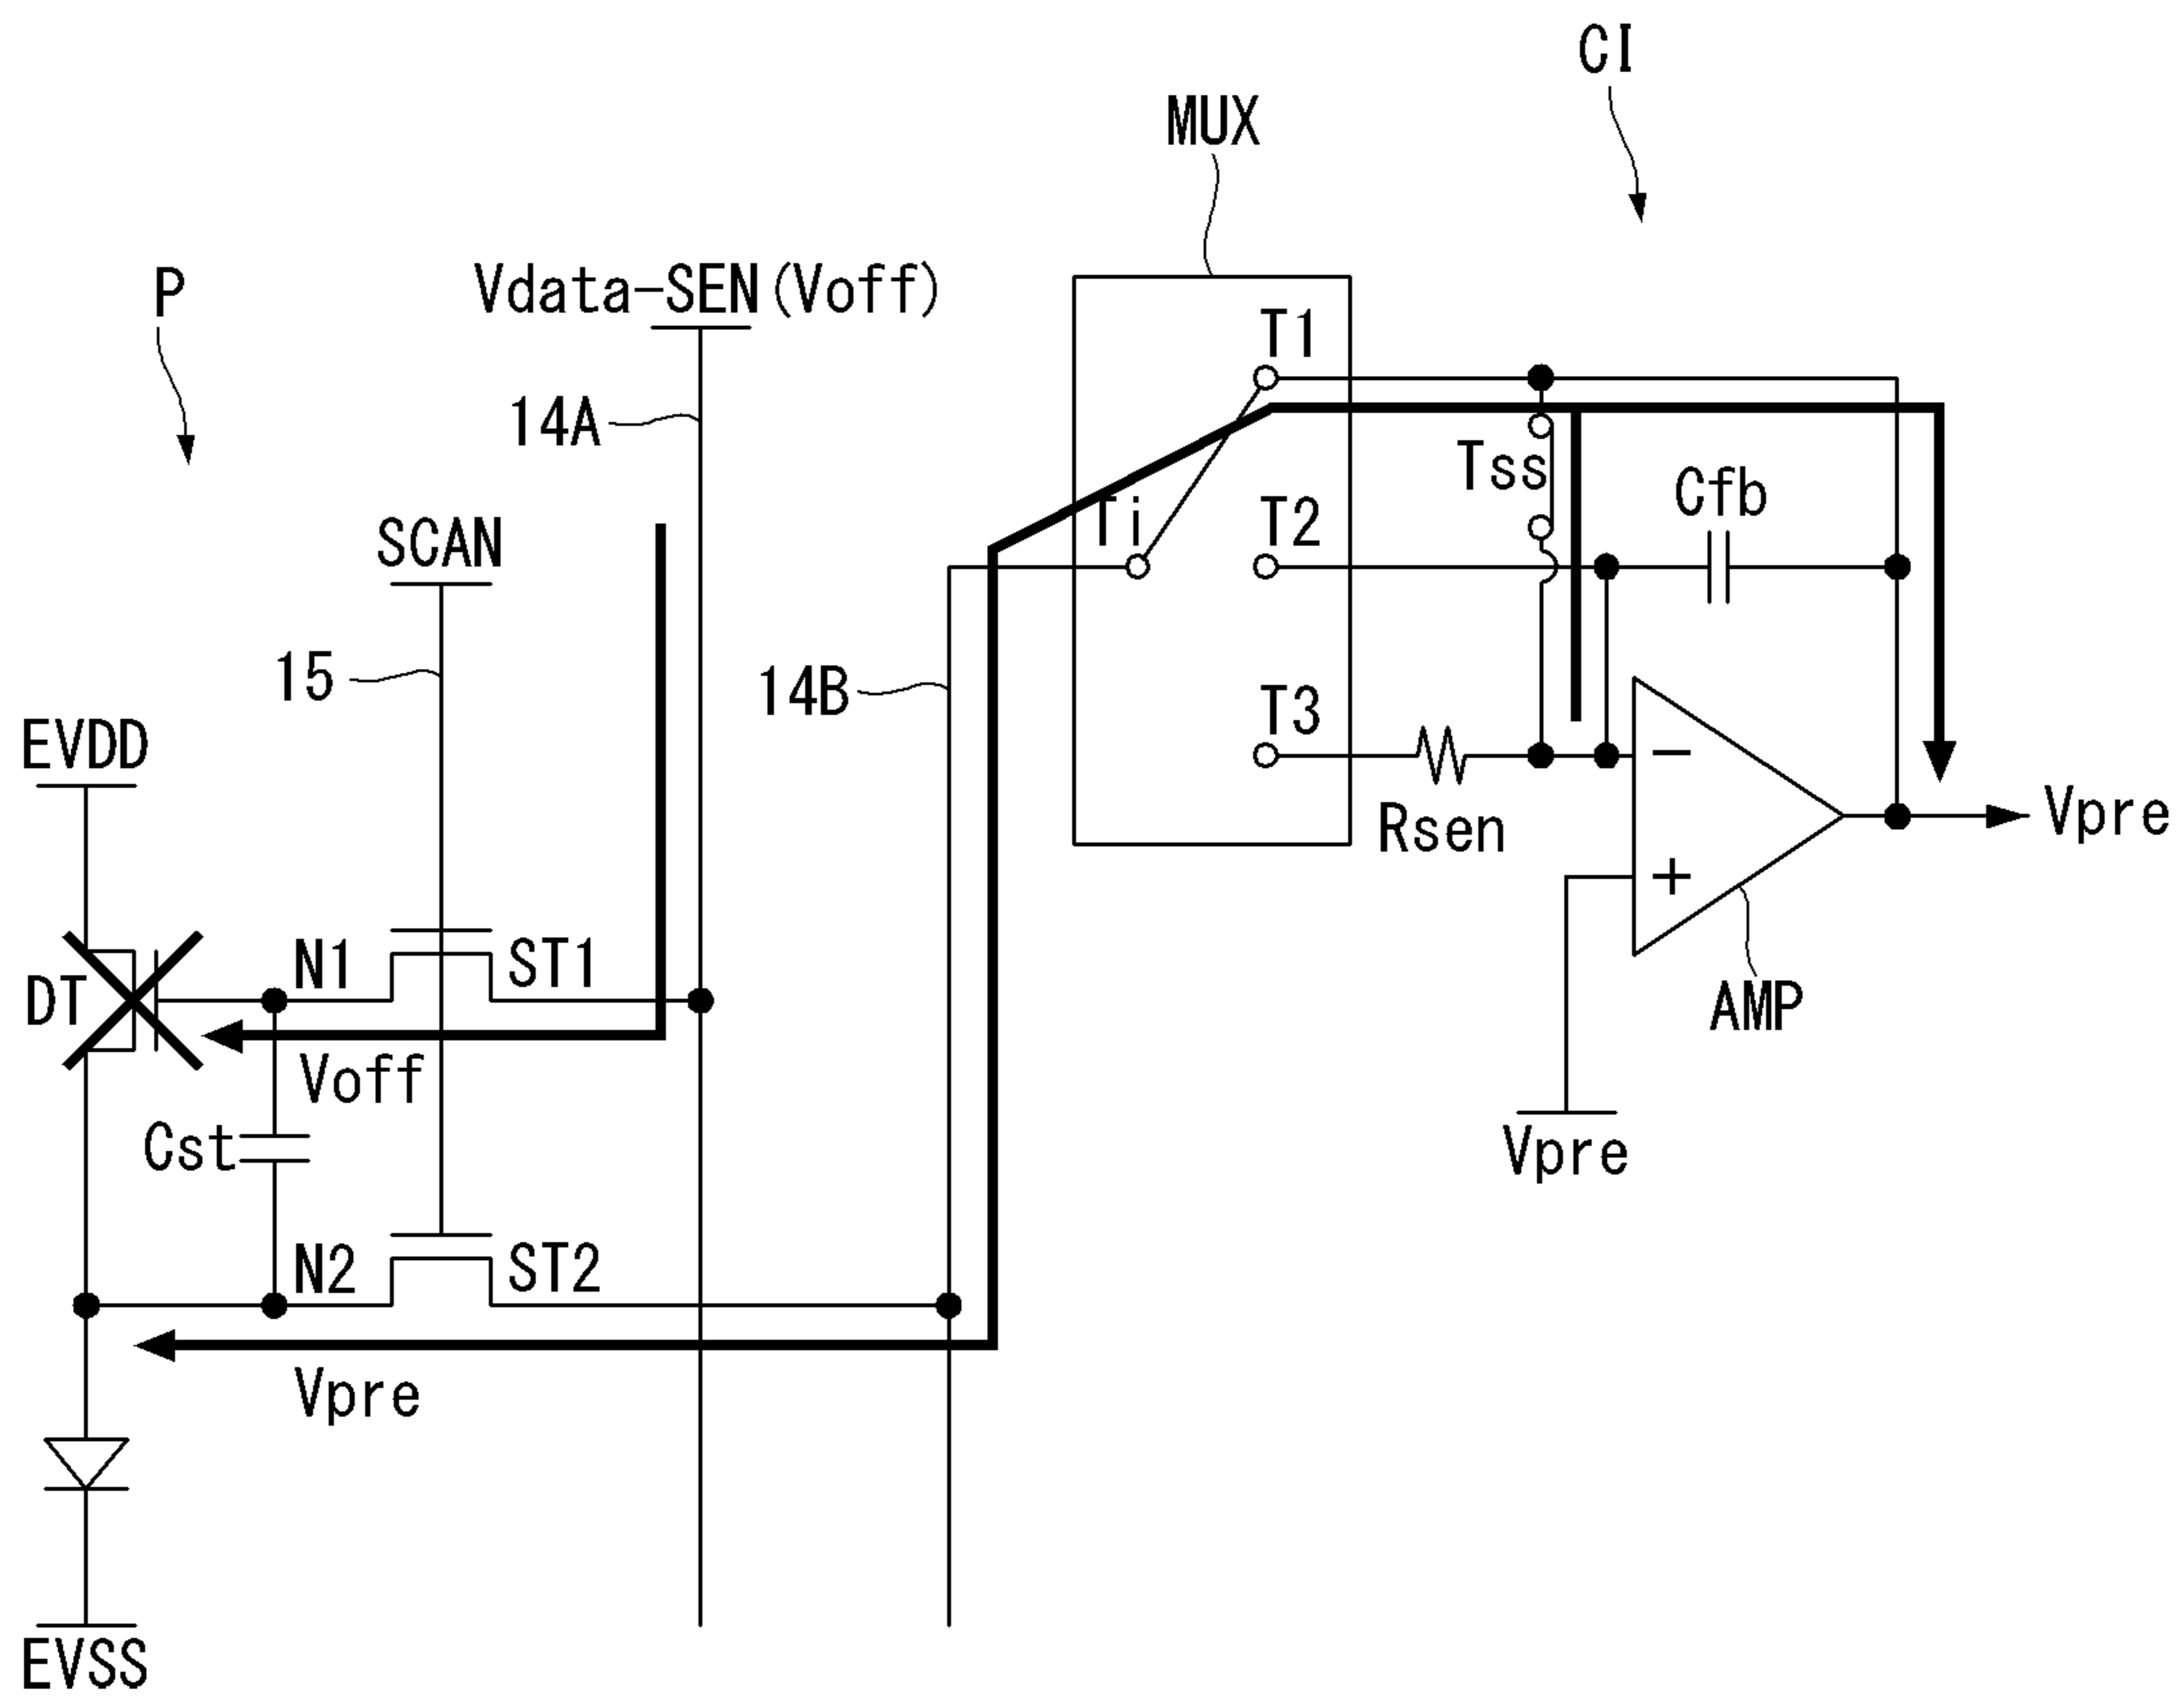 CI
MUX
P
Vdata-SEN(Voff)
T1
14A
Tss
Cfb
SCAN
Ti
T2
15
14B
T3
EVDD
−
Rsen
Vpre
+
N1
ST1
DT
AMP
Voff
Cst
Vpre
N2
ST2
Vpre
EVSS